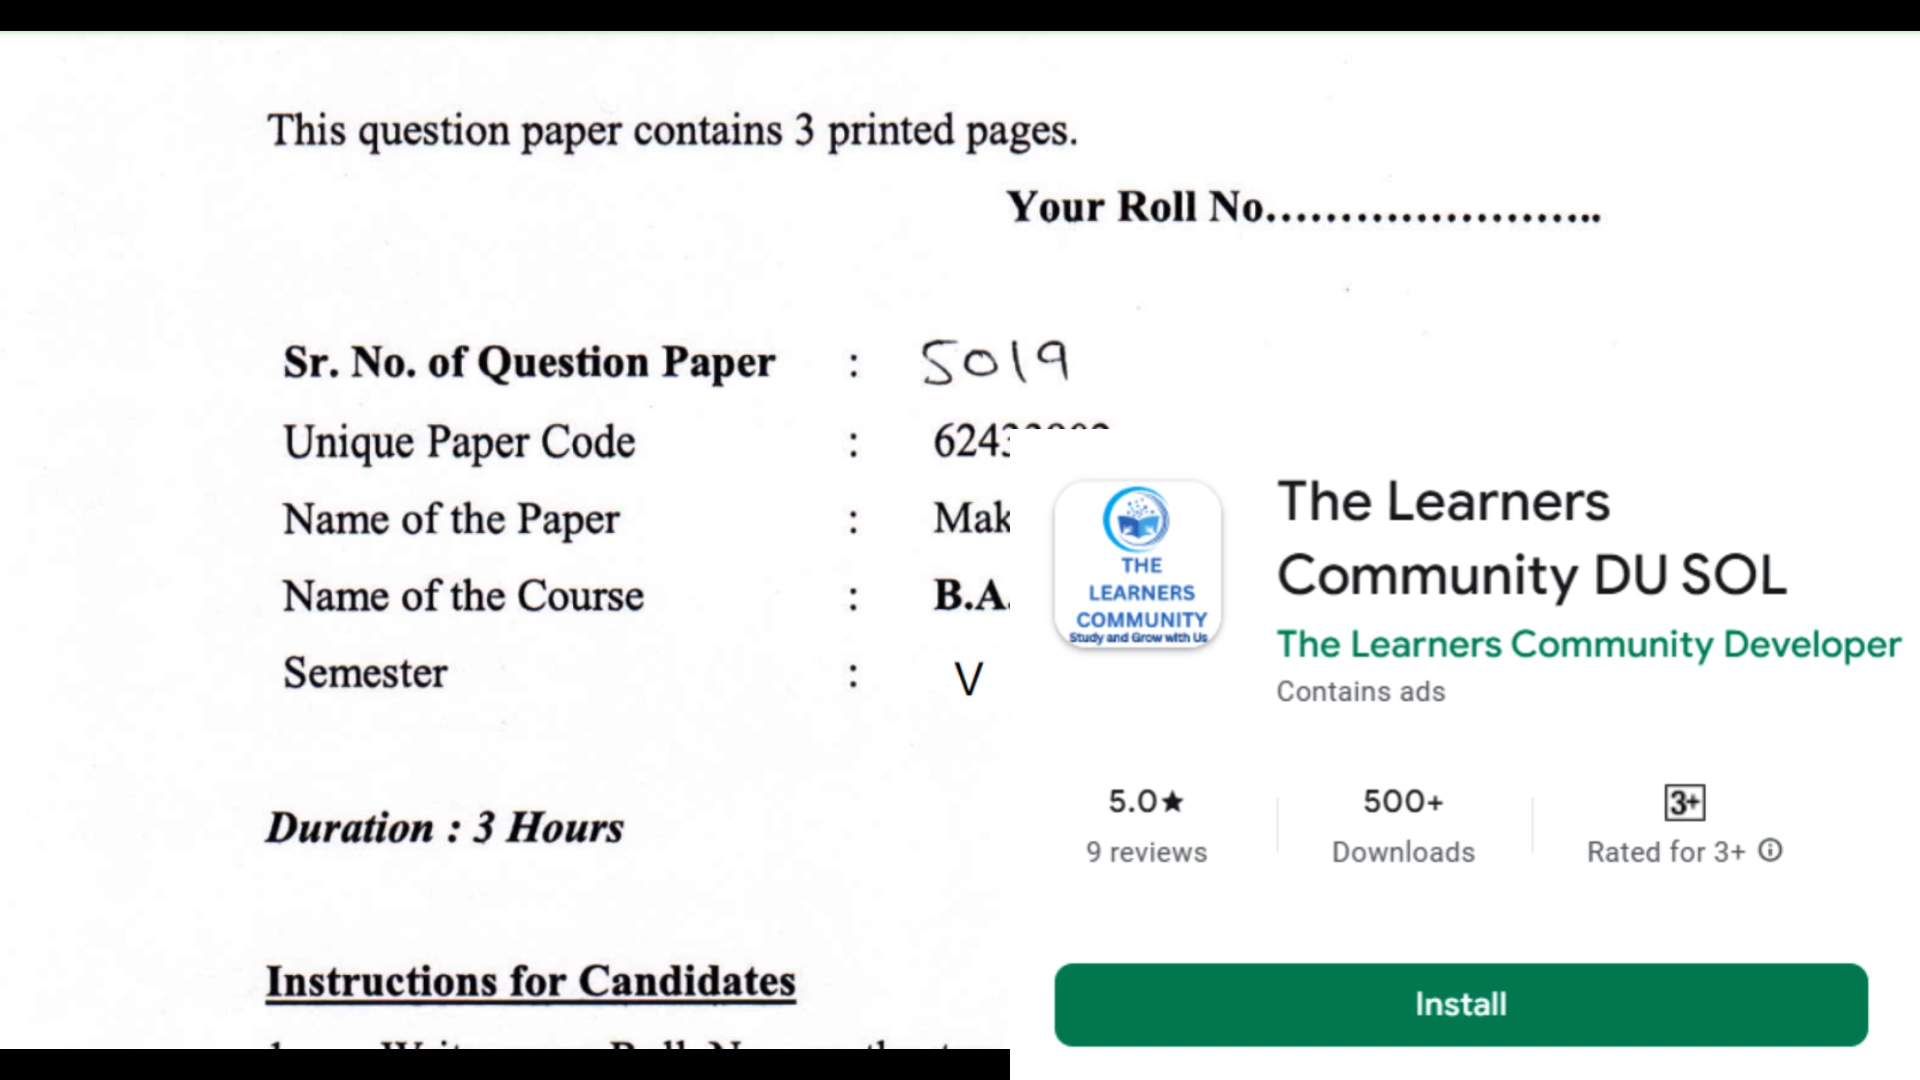 This question paper contains 3 printed pages.
Your Roll No.........................
Sr. No. of Question Paper : 5019
Unique Paper Code :
Name of the Paper :
Name of the Course : B.A.
Semester : V
Duration : 3 Hours
Instructions for Candidates
THE
LEARNERS
COMMUNITY
Study and Grow with Us
The Learners
Community DU SOL
The Learners Community Developer
Contains ads
5.0★ 500+ 3+
9 reviews Downloads Rated for 3+
Install